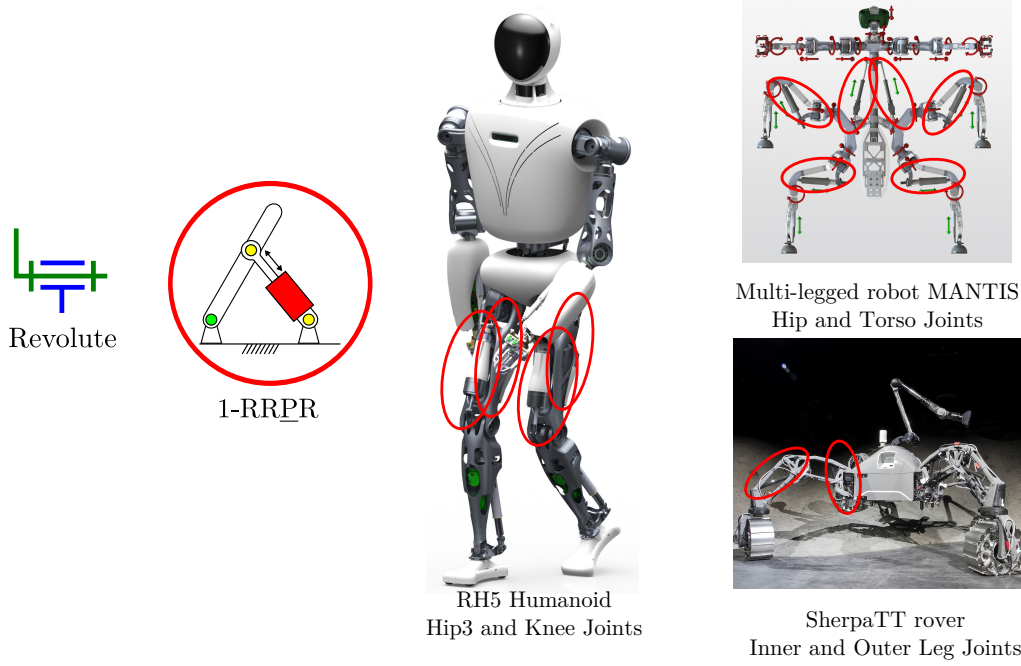 Revolute
1-RRPR
RH5 Humanoid
Hip3 and Knee Joints
Multi-legged robot MANTIS
Hip and Torso Joints
SherpaTT rover
Inner and Outer Leg Joints